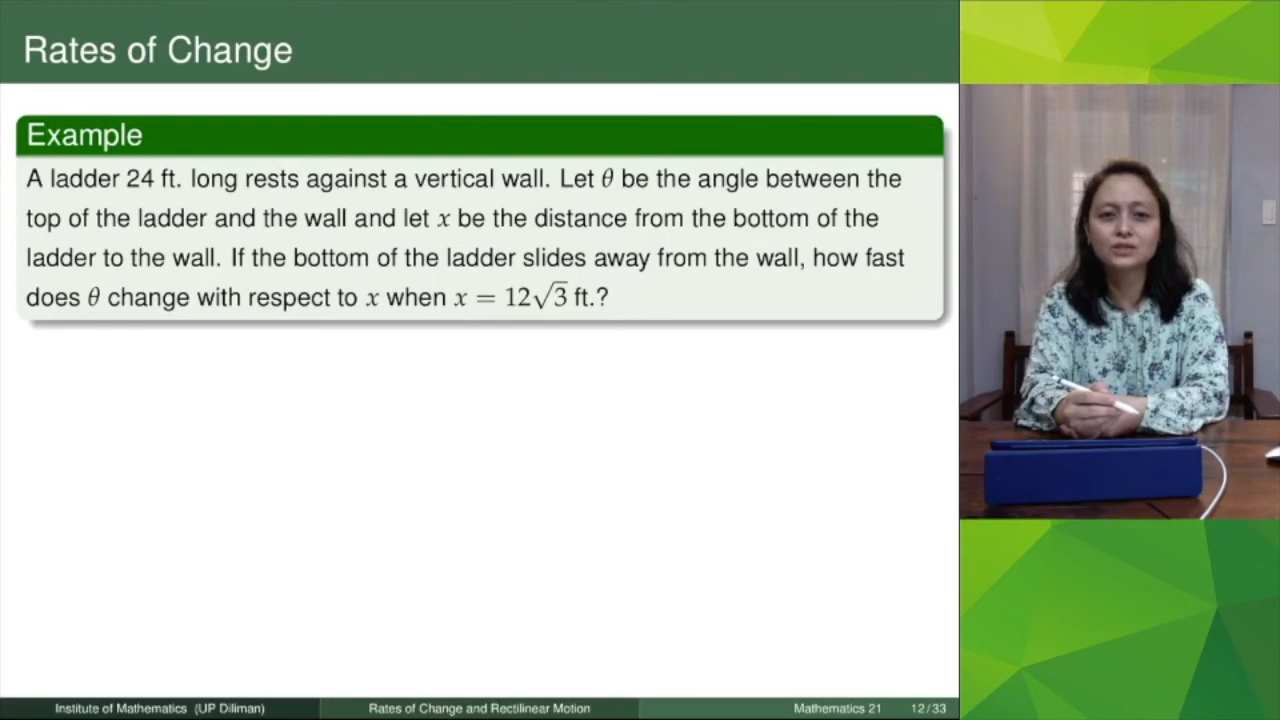 Rates of Change
Example
A ladder 24 ft. long rests against a vertical wall. Let θ be the angle between the
top of the ladder and the wall and let x be the distance from the bottom of the
ladder to the wall. If the bottom of the ladder slides away from the wall, how fast
does θ change with respect to x when x = 12√3 ft.?
Institute of Mathematics (UP Diliman) Rates of Change and Rectilinear Motion Mathematics 21 12/33